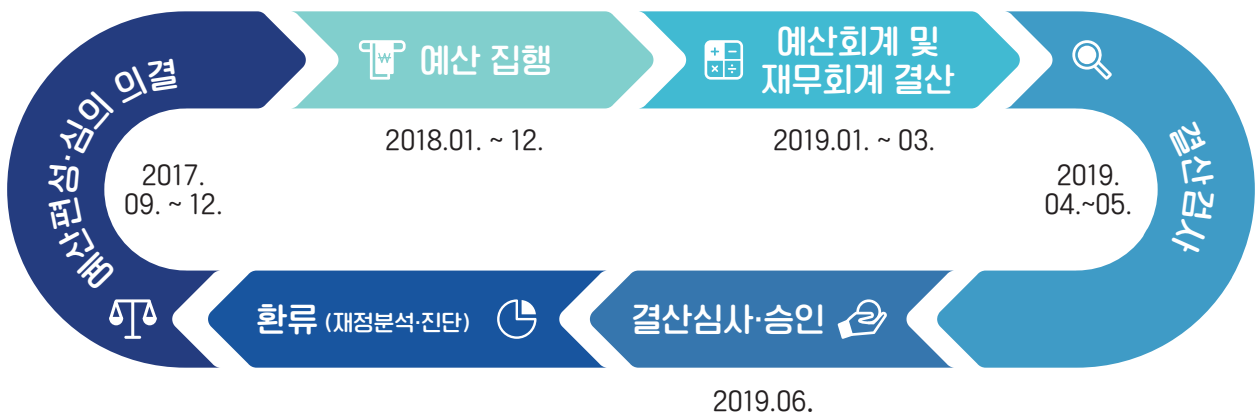 예산편성·심의 의결
2017.
09. ~ 12.
예산 집행
2018.01. ~ 12.
예산회계 및
재무회계 결산
2019.01. ~ 03.
결산검사
2019.
04.~05.
결산심사·승인
2019.06.
환류 (재정분석·진단)